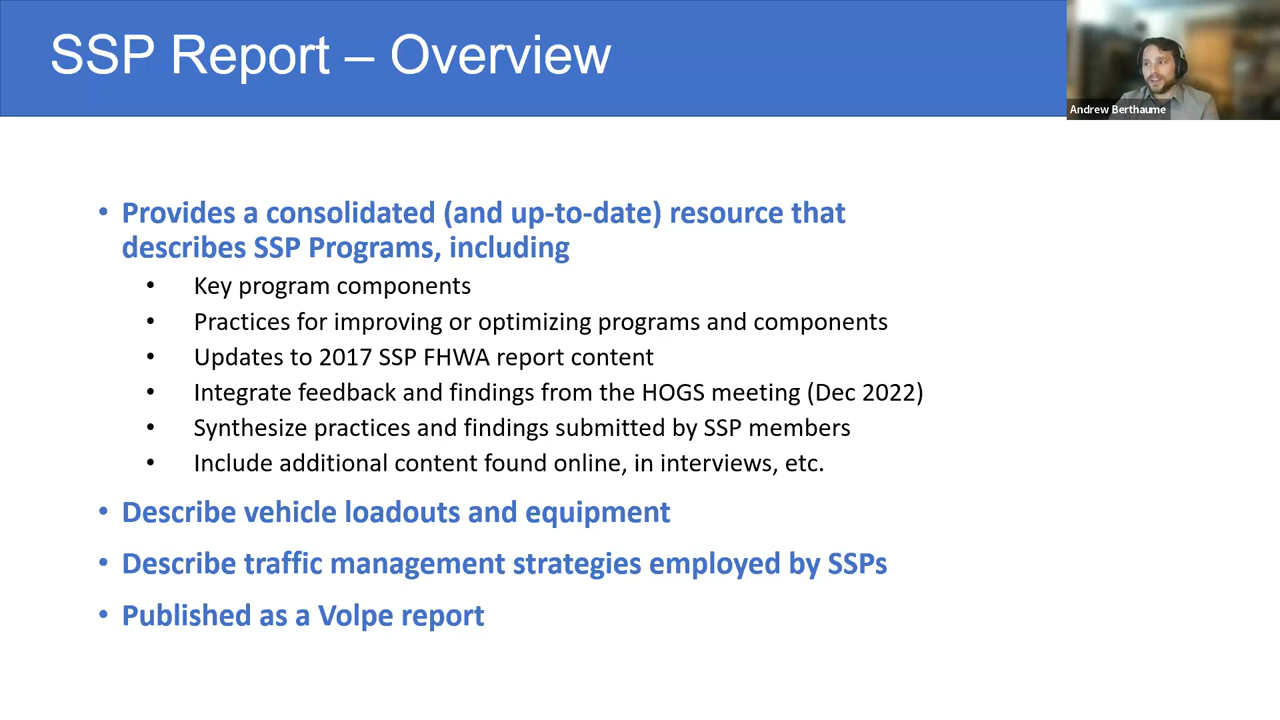 SSP Report – Overview
Andrew Berthaume
• Provides a consolidated (and up-to-date) resource that
describes SSP Programs, including
• Key program components
• Practices for improving or optimizing programs and components
• Updates to 2017 SSP FHWA report content
• Integrate feedback and findings from the HOGS meeting (Dec 2022)
• Synthesize practices and findings submitted by SSP members
• Include additional content found online, in interviews, etc.
• Describe vehicle loadouts and equipment
• Describe traffic management strategies employed by SSPs
• Published as a Volpe report